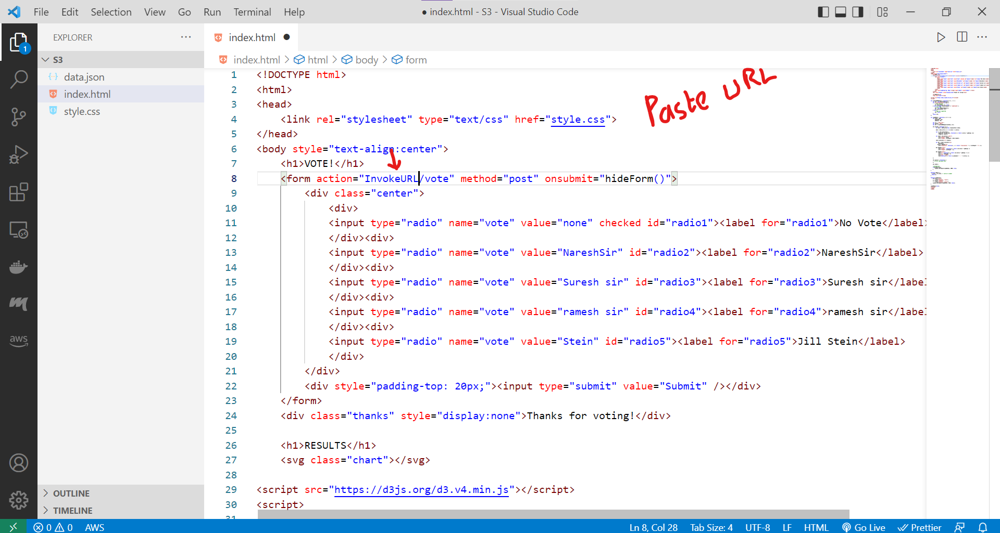 File Edit Selection View Go Run Terminal Help
● index.html - S3 - Visual Studio Code
EXPLORER ···
index.html ●
1
S3
index.html > html > body > form
data.json
index.html
style.css
Paste URL
1 <!DOCTYPE html>
2 <html>
3 <head>
4 <link rel="stylesheet" type="text/css" href="style.css">
5 </head>
6 <body style="text-align:center">
7 <h1>VOTE!</h1>
8 <form action="InvokeURL/vote" method="post" onsubmit="hideForm()">
9 <div class="center">
10 <div>
11 <input type="radio" name="vote" value="none" checked id="radio1"><label for="radio1">No Vote</label>
12 </div><div>
13 <input type="radio" name="vote" value="NareshSir" id="radio2"><label for="radio2">NareshSir</label>
14 </div><div>
15 <input type="radio" name="vote" value="Suresh sir" id="radio3"><label for="radio3">Suresh sir</label
16 </div><div>
17 <input type="radio" name="vote" value="ramesh sir" id="radio4"><label for="radio4">ramesh sir</label
18 </div><div>
19 <input type="radio" name="vote" value="Stein" id="radio5"><label for="radio5">Jill Stein</label>
20 </div>
21 </div>
22 <div style="padding-top: 20px;"><input type="submit" value="Submit" /></div>
23 </form>
24 <div class="thanks" style="display:none">Thanks for voting!</div>
25
26 <h1>RESULTS</h1>
27 <svg class="chart"></svg>
28
29 <script src="https://d3js.org/d3.v4.min.js"></script>
30 <script>
31
aws
OUTLINE
TIMELINE
0 0 AWS
Ln 8, Col 28 Tab Size: 4 UTF-8 LF HTML Go Live Prettier